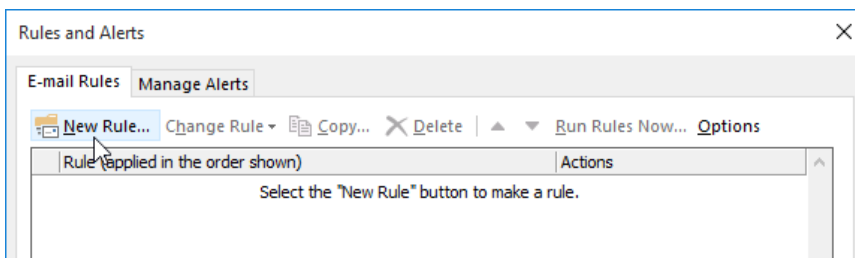 Rules and Alerts
E-mail Rules Manage Alerts
New Rule... Change Rule Copy... Delete Run Rules Now... Options
Rule (applied in the order shown) Actions
Select the "New Rule" button to make a rule.